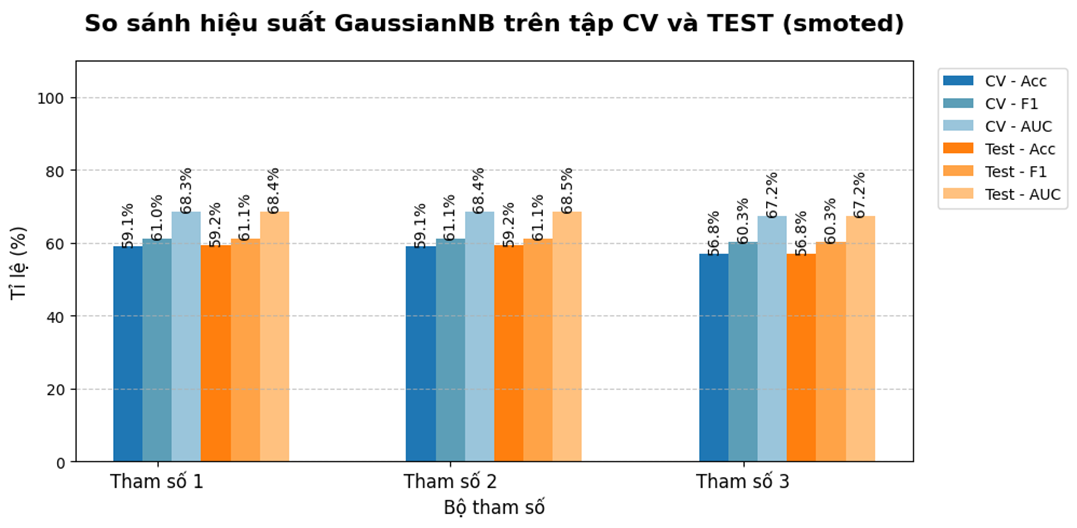 So sánh hiệu suất GaussianNB trên tập CV và TEST (smoted)
Tỉ lệ (%)
100
80
60
40
20
0
59.1%
61.0%
68.3%
59.2%
61.1%
68.4%
59.1%
61.1%
68.4%
59.2%
61.1%
68.5%
56.8%
60.3%
67.2%
56.8%
60.3%
67.2%
Tham số 1
Tham số 2
Tham số 3
Bộ tham số
CV - Acc
CV - F1
CV - AUC
Test - Acc
Test - F1
Test - AUC